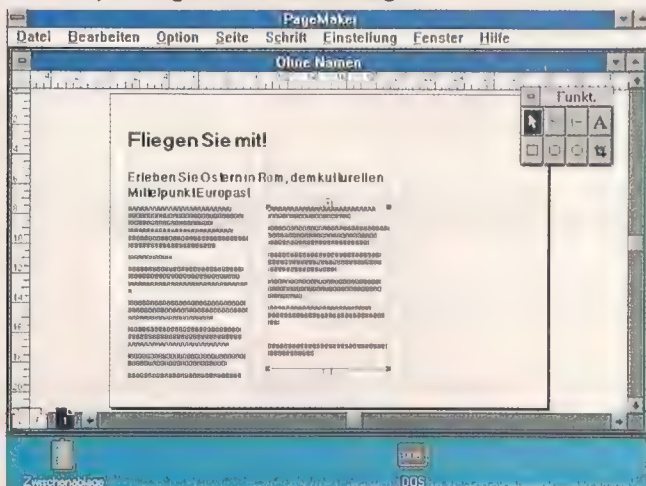 PageMaker
Datei Bearbeiten Option Seite Schrift Einstellung Fenster Hilfe
Ohne Namen
Funkt.
A
Fliegen Sie mit!
Erleben Sie Ostern in Rom, dem kulturellen
Mittelpunkt Europas!
Zwischenablage
DOS